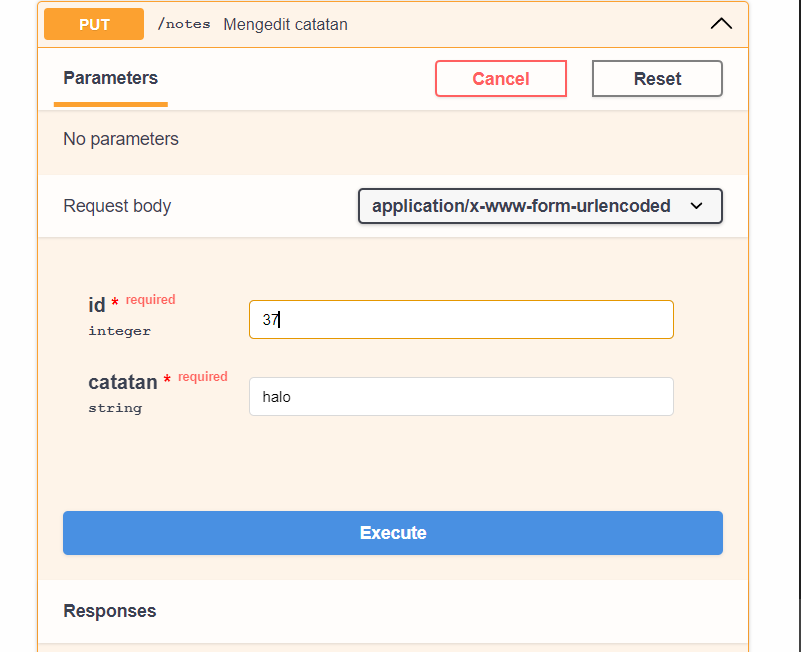 PUT /notes Mengedit catatan
Parameters Cancel Reset
No parameters
Request body application/x-www-form-urlencoded
id * required
integer
37
catatan * required
string
halo
Execute
Responses